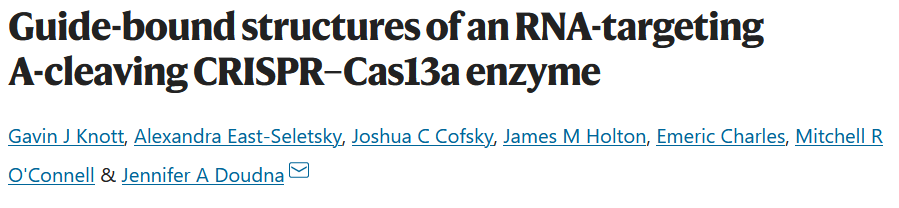 Guide-bound structures of an RNA-targeting
A-cleaving CRISPR–Cas13a enzyme
Gavin J Knott, Alexandra East-Seletsky, Joshua C Cofsky, James M Holton, Emeric Charles, Mitchell R
O'Connell & Jennifer A Doudna